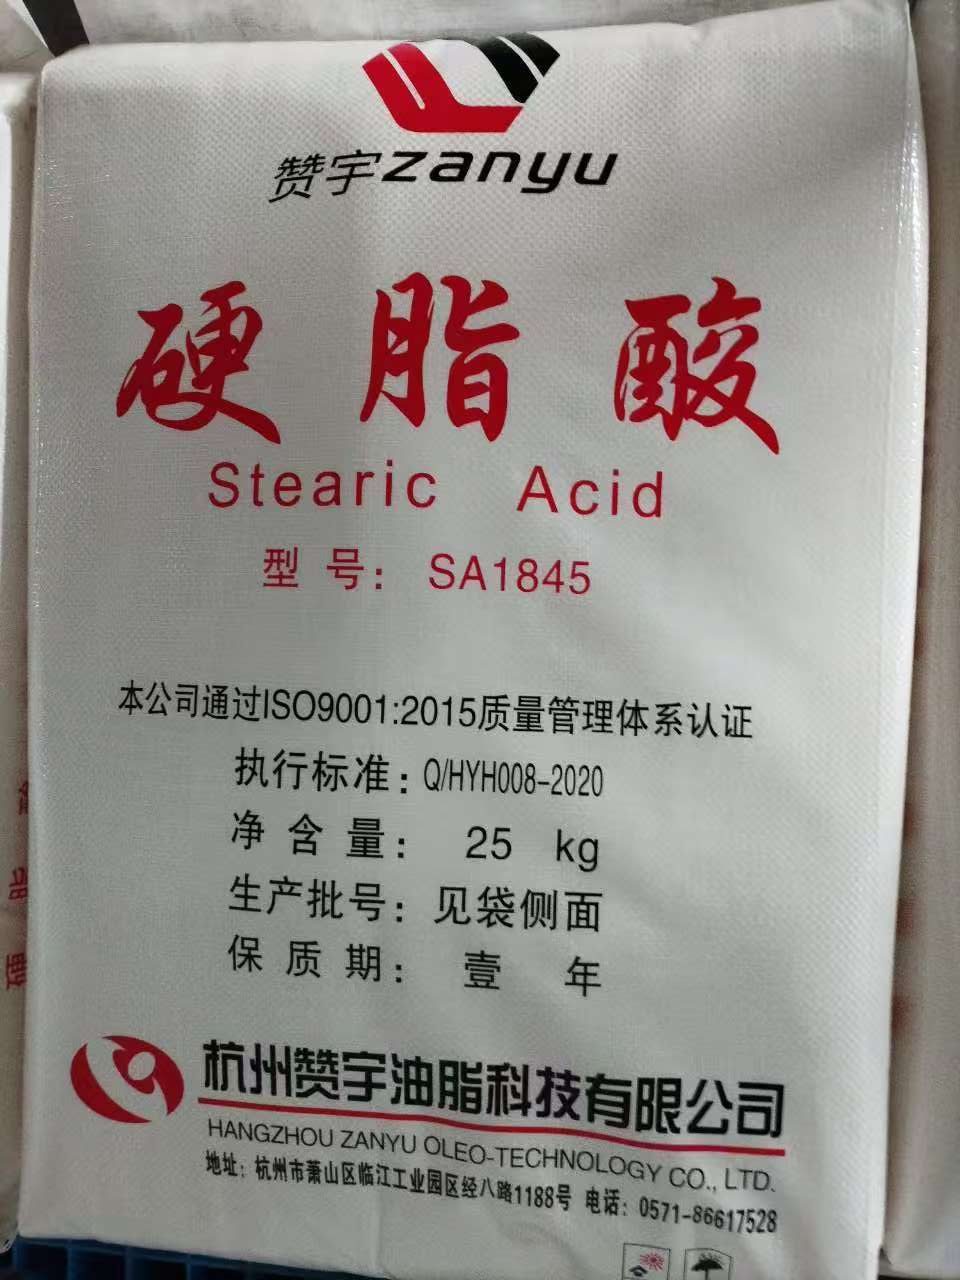 赞宇zanyu
硬脂酸
Stearic Acid
型号： SA1845
本公司通过ISO9001:2015质量管理体系认证
执行标准：Q/HYH008-2020
净含量： 25 kg
生产批号：见袋侧面
保质期： 壹年
杭州赞宇油脂科技有限公司
HANGZHOU ZANYU OLEO-TECHNOLOGY CO., LTD.
地址：杭州市萧山区临江工业园区经八路1188号 电话：0571-86617528